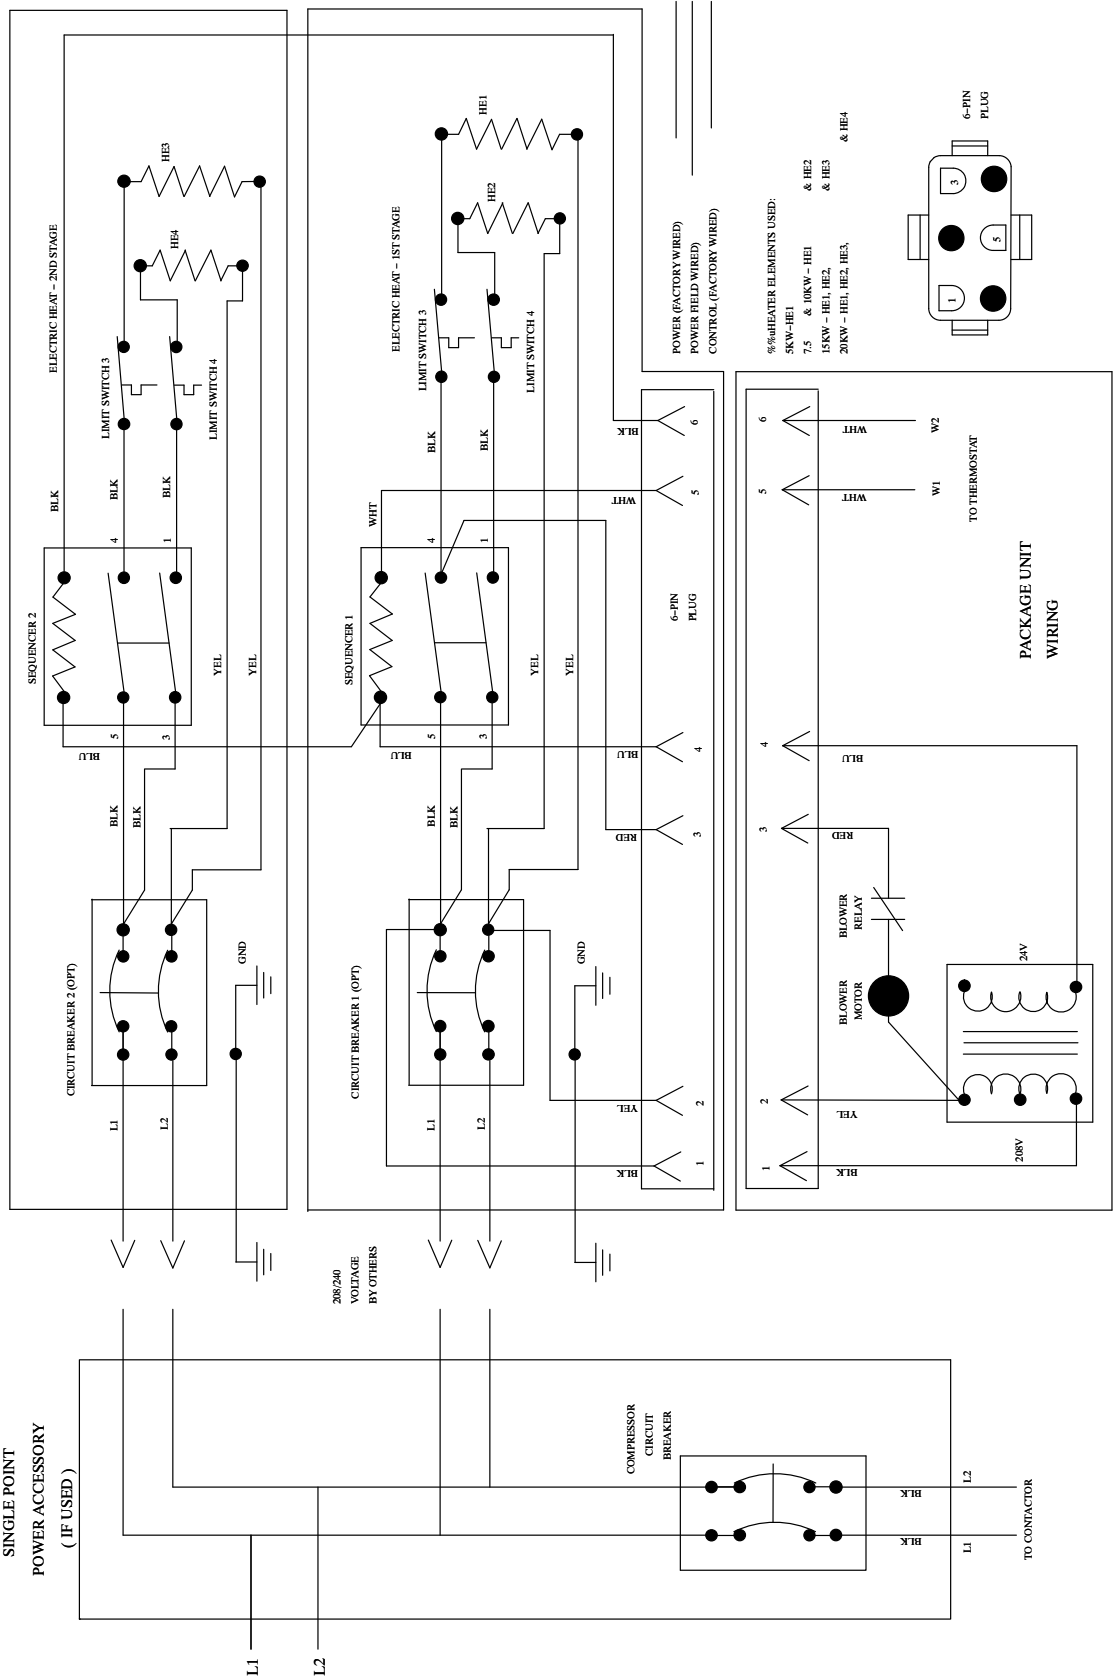 SINGLE POINT
POWER ACCESSORY
( IF USED )
L1
L2
COMPRESSOR
CIRCUIT
BREAKER
BLK
BLK
L1
L2
TO CONTACTOR
208/240
VOLTAGE
BY OTHERS
ELECTRIC HEAT – 2ND STAGE
CIRCUIT BREAKER 2 (OPT)
L1
L2
GND
BLK
BLK
BLU
5
3
YEL
YEL
SEQUENCER 2
4
1
BLK
BLK
BLK
LIMIT SWITCH 3
LIMIT SWITCH 4
HE4
HE3
ELECTRIC HEAT – 1ST STAGE
CIRCUIT BREAKER 1 (OPT)
L1
L2
GND
BLK
BLK
BLU
5
3
YEL
YEL
SEQUENCER 1
4
1
WHT
BLK
BLK
LIMIT SWITCH 3
LIMIT SWITCH 4
HE2
HE1
BLK
YEL
RED
BLU
WHT
BLK
1
2
3
4
5
6
6–PIN
PLUG
1
2
3
4
5
6
BLK
YEL
RED
BLU
WHT
WHT
208V
24V
BLOWER
MOTOR
BLOWER
RELAY
PACKAGE UNIT
WIRING
W1
W2
TO THERMOSTAT
POWER (FACTORY WIRED)
POWER FIELD WIRED)
CONTROL (FACTORY WIRED)
%%uHEATER ELEMENTS USED:
5KW–HE1
7.5 & 10KW – HE1 & HE2
15KW – HE1, HE2, & HE3
20KW – HE1, HE2, HE3, & HE4
1
3
5
6–PIN
PLUG